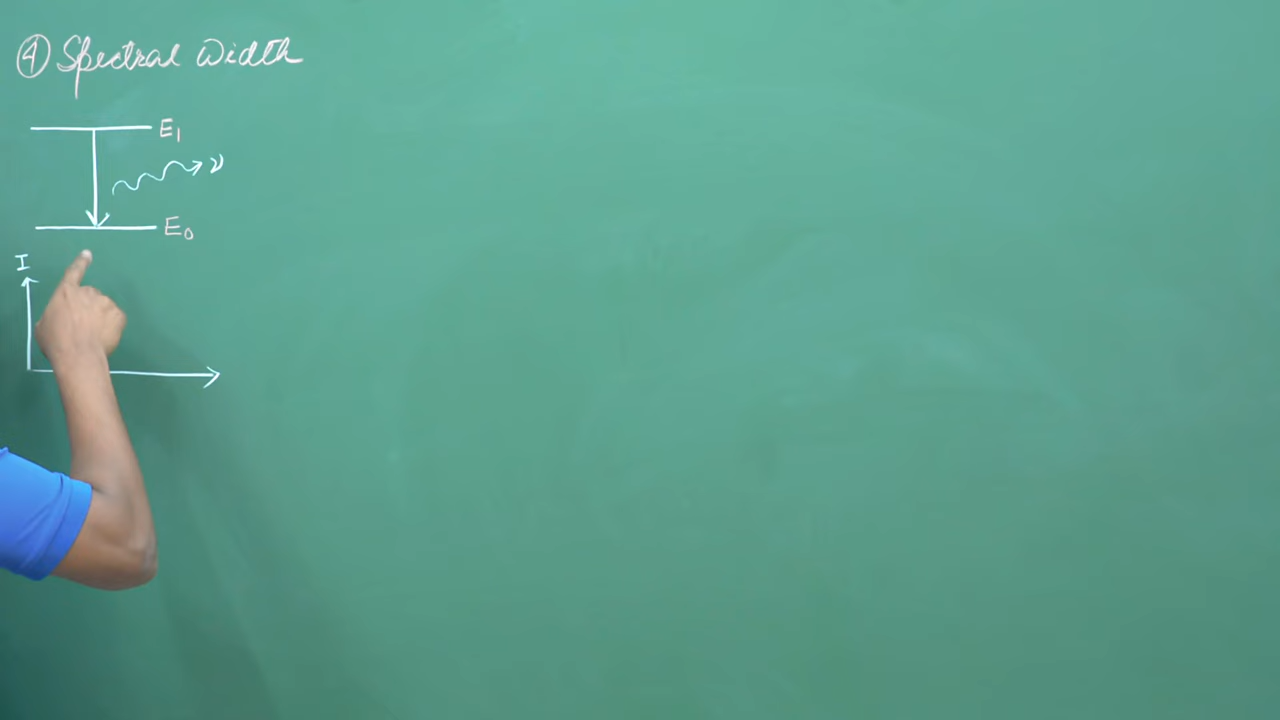 ④ Spectral Width
E₁
ν
E₀
I